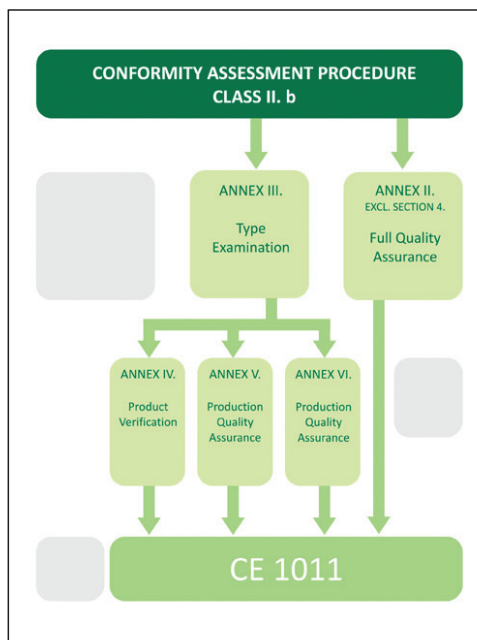 CONFORMITY ASSESSMENT PROCEDURE
CLASS II. b
ANNEX III.
Type
Examination
ANNEX II.
EXCL. SECTION 4.
Full Quality
Assurance
ANNEX IV.
Product
Verification
ANNEX V.
Production
Quality
Assurance
ANNEX VI.
Production
Quality
Assurance
CE 1011